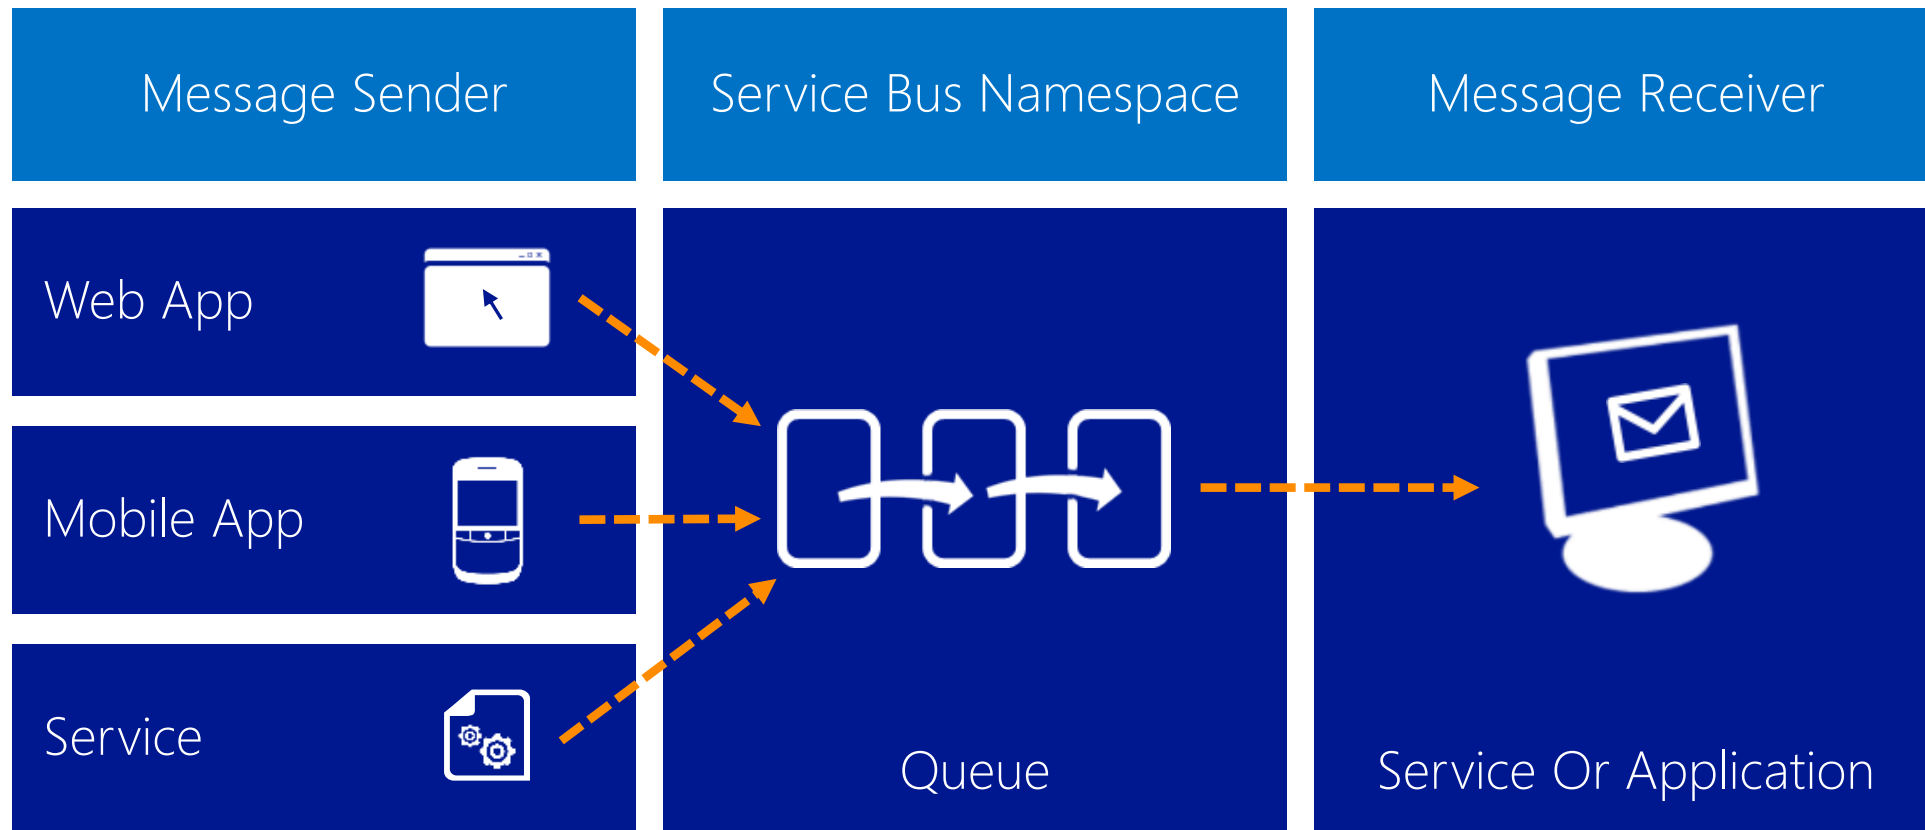 Message Sender
Service Bus Namespace
Message Receiver
Web App
Mobile App
Service
Queue
Service Or Application